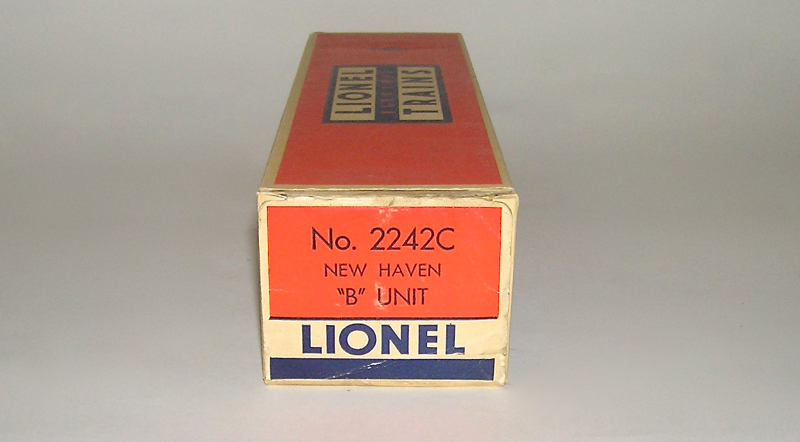 LIONEL
TRAINS
No. 2242C
NEW HAVEN
"B" UNIT
LIONEL